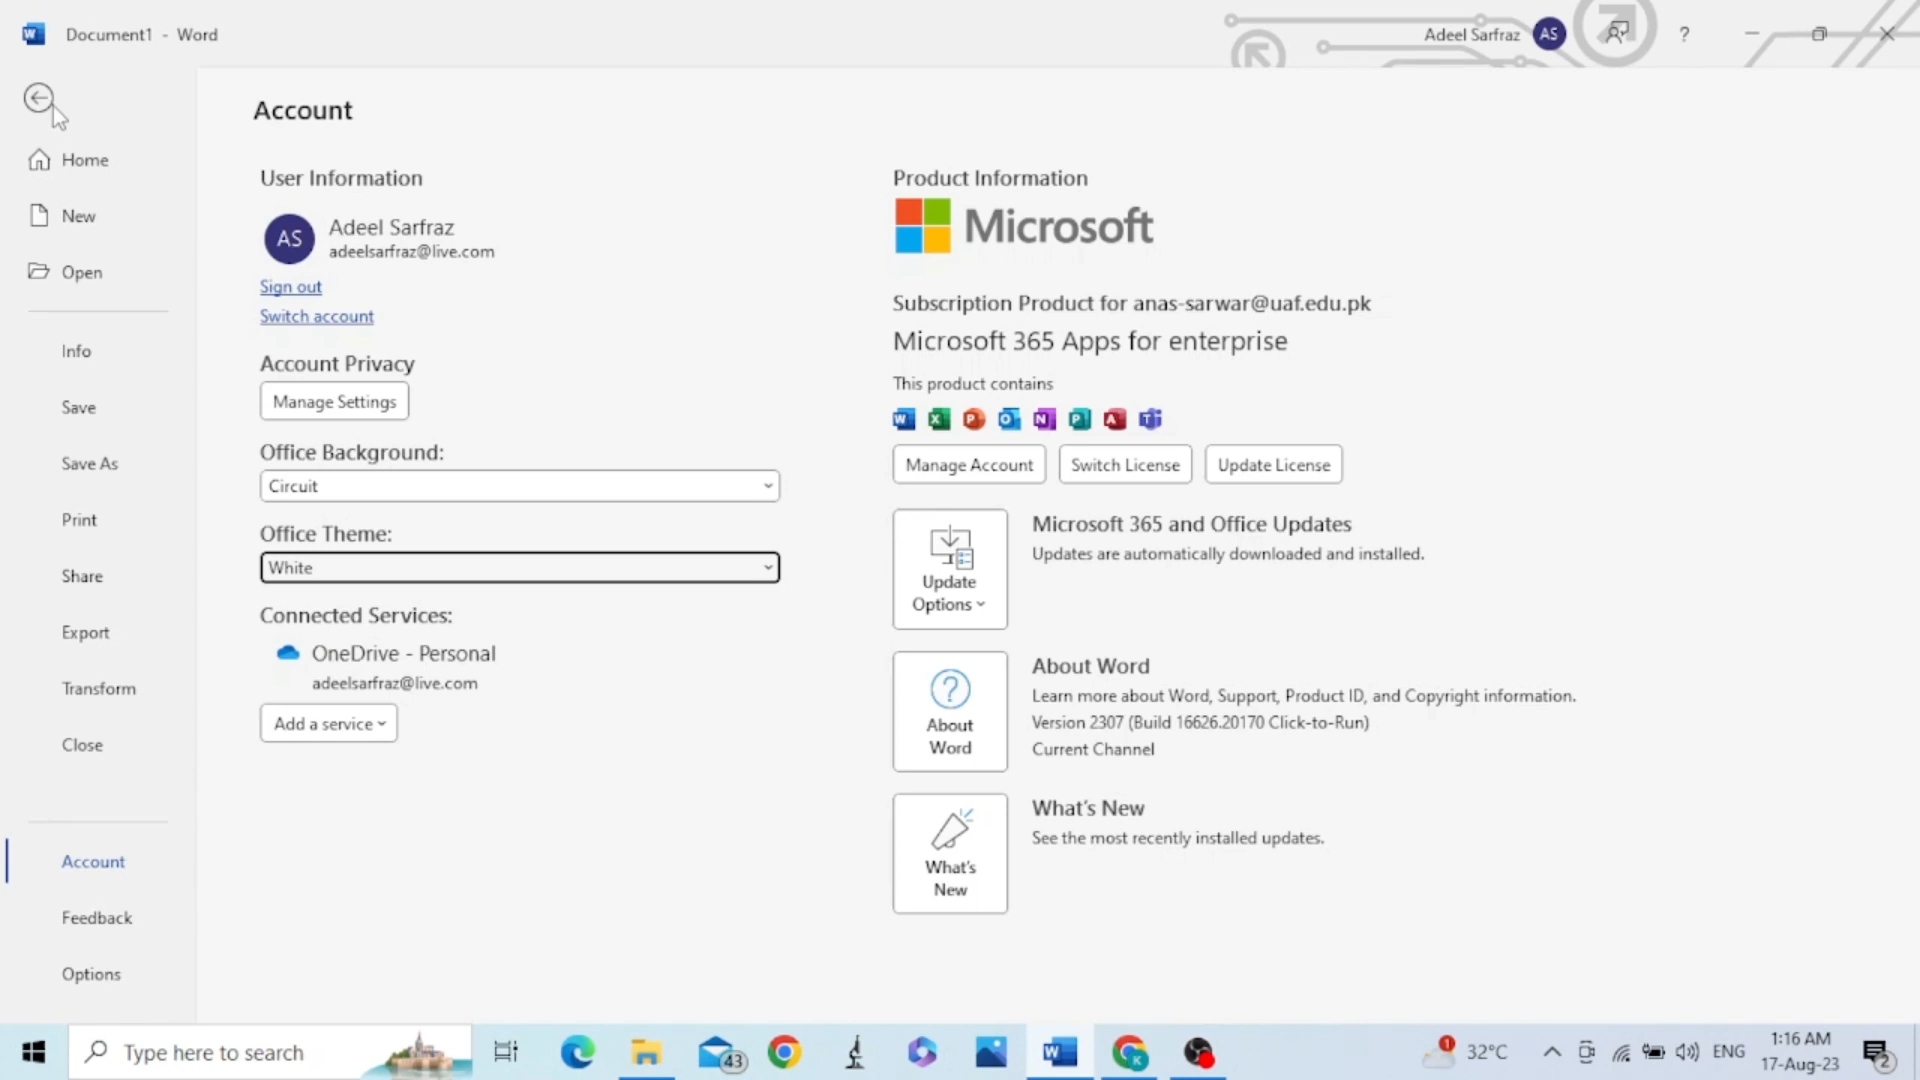 Document1 - Word
Adeel Sarfraz AS ?
Account
Home
New
Open
Info
Save
Save As
Print
Share
Export
Transform
Close
Account
Feedback
Options
User Information
AS
Adeel Sarfraz
adeelsarfraz@live.com
Sign out
Switch account
Account Privacy
Manage Settings
Office Background:
Circuit
Office Theme:
White
Connected Services:
OneDrive - Personal
adeelsarfraz@live.com
Add a service
Product Information
Microsoft
Subscription Product for anas-sarwar@uaf.edu.pk
Microsoft 365 Apps for enterprise
This product contains
Manage Account Switch License Update License
Update
Options
Microsoft 365 and Office Updates
Updates are automatically downloaded and installed.
About
Word
About Word
Learn more about Word, Support, Product ID, and Copyright information.
Version 2307 (Build 16626.20170 Click-to-Run)
Current Channel
What's
New
What's New
See the most recently installed updates.
Type here to search
43
1
32°C
ENG
1:16 AM
17-Aug-23
2